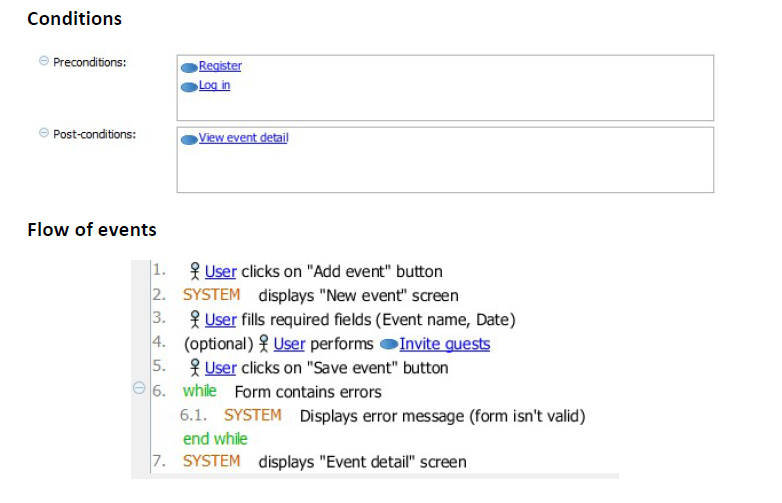 Conditions
Preconditions:
Register
Log in
Post-conditions:
View event detail
Flow of events
1. User clicks on "Add event" button
2. SYSTEM displays "New event" screen
3. User fills required fields (Event name, Date)
4. (optional) User performs Invite guests
5. User clicks on "Save event" button
6. while Form contains errors
6.1. SYSTEM Displays error message (form isn't valid)
end while
7. SYSTEM displays "Event detail" screen